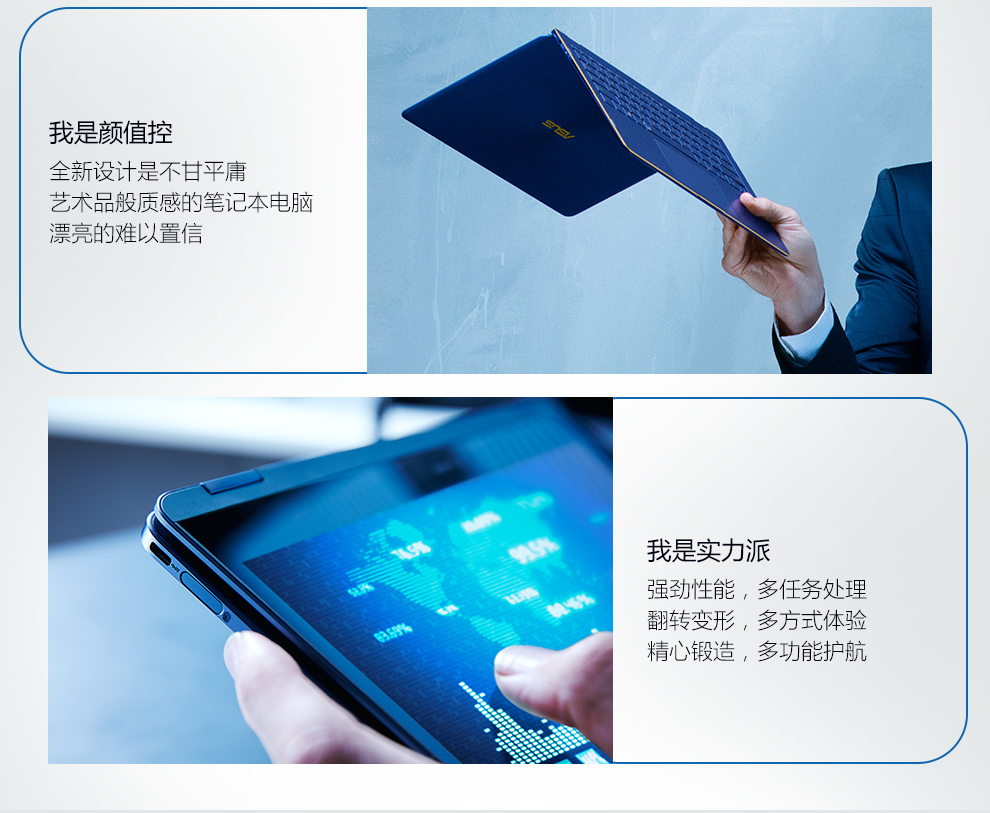 我是颜值控
全新设计是不甘平庸
艺术品般质感的笔记本电脑
漂亮的难以置信
ASUS
我是实力派
强劲性能，多任务处理
翻转变形，多方式体验
精心锻造，多功能护航
89.69%